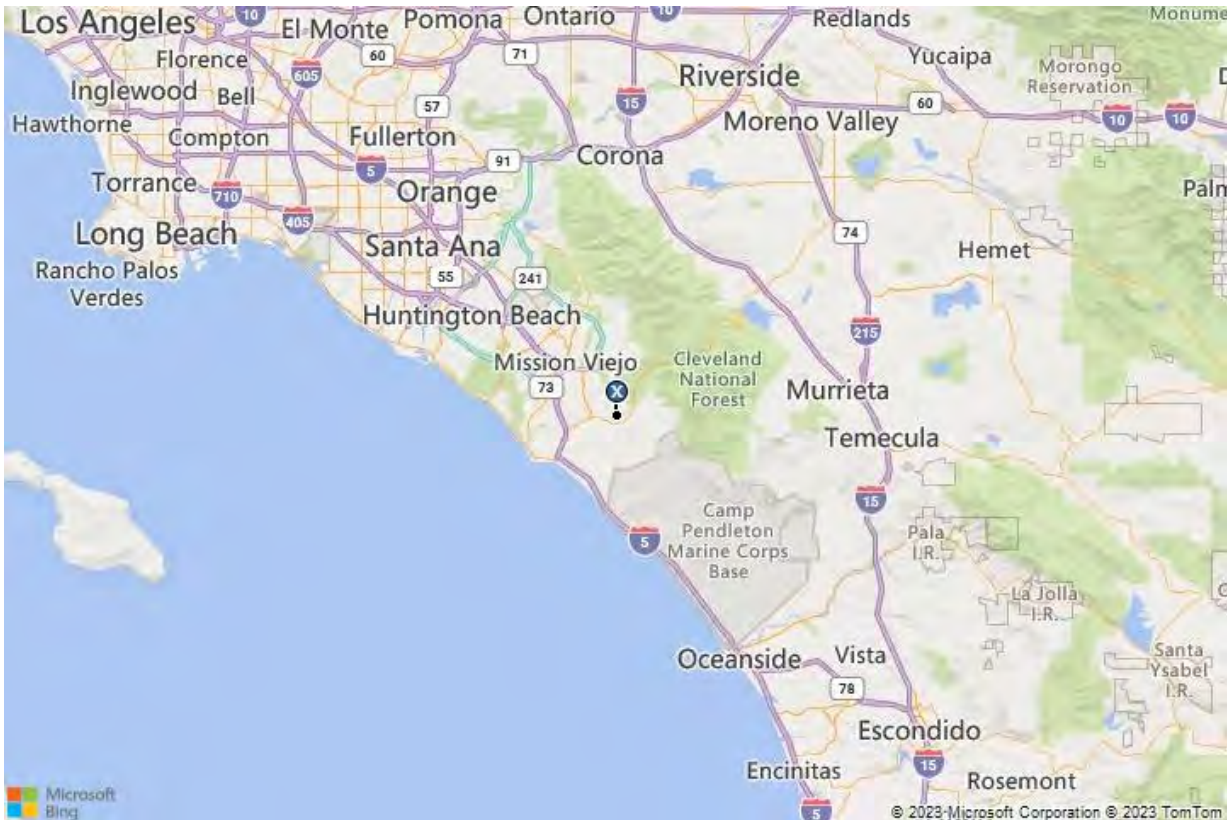 Los Angeles
10
El Monte
Pomona
Ontario
10
Redlands
Monume
Florence
60
71
Yucaipa
605
Riverside
Morongo
Reservation
Inglewood
Bell
57
15
60
10
10
Hawthorne
Compton
Fullerton
Moreno Valley
91
Corona
5
Torrance
710
Orange
Palm
405
Long Beach
Santa Ana
74
Hemet
Rancho Palos
Verdes
55
241
Huntington Beach
215
Mission Viejo
Cleveland
National
Forest
73
X
Murrieta
Temecula
15
Camp
Pendleton
Marine Corps
Base
5
Pala
I.R.
La Jolla
I.R.
Oceanside
Vista
Santa
Ysabel
I.R.
78
Escondido
15
Encinitas
Rosemont
5
Microsoft
Bing
© 2023 Microsoft Corporation © 2023 TomTom